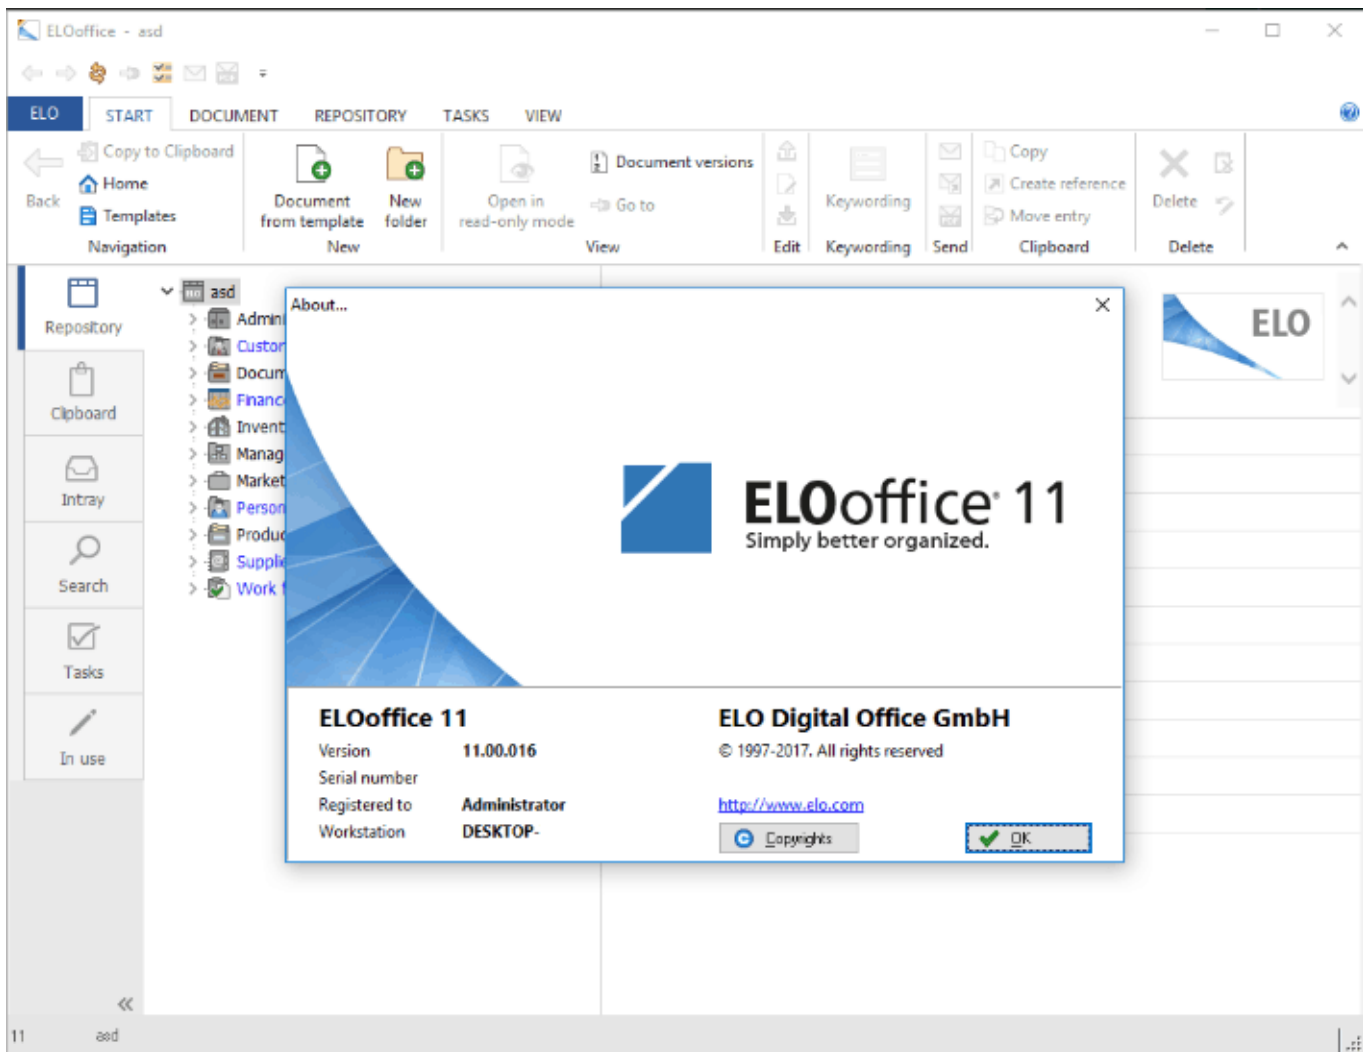 ELOoffice - asd
ELO START DOCUMENT REPOSITORY TASKS VIEW
Back
Copy to Clipboard
Home
Templates
Navigation
Document
from template
New
folder
New
Open in
read-only mode
Document versions
Go to
View
Edit
Keywording
Keywording
Send
Copy
Create reference
Move entry
Clipboard
Delete
Delete
Repository
Clipboard
Intray
Search
Tasks
In use
asd
Admini
Custor
Docum
Financ
Invent
Manag
Market
Person
Produc
Supplie
Work f
ELO
About...
ELOoffice 11
Simply better organized.
ELOoffice 11
Version 11.00.016
Serial number
Registered to Administrator
Workstation DESKTOP-
ELO Digital Office GmbH
© 1997-2017. All rights reserved
http://www.elo.com
Copyrights
OK
11 asd